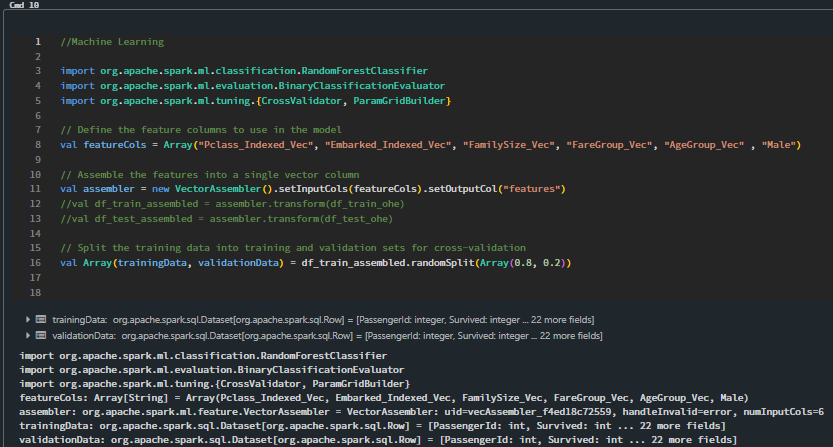 Cmd 10
1 //Machine Learning
2
3 import org.apache.spark.ml.classification.RandomForestClassifier
4 import org.apache.spark.ml.evaluation.BinaryClassificationEvaluator
5 import org.apache.spark.ml.tuning.{CrossValidator, ParamGridBuilder}
6
7 // Define the feature columns to use in the model
8 val featureCols = Array("Pclass_Indexed_Vec", "Embarked_Indexed_Vec", "FamilySize_Vec", "FareGroup_Vec", "AgeGroup_Vec" , "Male")
9
10 // Assemble the features into a single vector column
11 val assembler = new VectorAssembler().setInputCols(featureCols).setOutputCol("features")
12 //val df_train_assembled = assembler.transform(df_train_ohe)
13 //val df_test_assembled = assembler.transform(df_test_ohe)
14
15 // Split the training data into training and validation sets for cross-validation
16 val Array(trainingData, validationData) = df_train_assembled.randomSplit(Array(0.8, 0.2))
17
18
trainingData: org.apache.spark.sql.Dataset[org.apache.spark.sql.Row] = [PassengerId: integer, Survived: integer ... 22 more fields]
validationData: org.apache.spark.sql.Dataset[org.apache.spark.sql.Row] = [PassengerId: integer, Survived: integer ... 22 more fields]
import org.apache.spark.ml.classification.RandomForestClassifier
import org.apache.spark.ml.evaluation.BinaryClassificationEvaluator
import org.apache.spark.ml.tuning.{CrossValidator, ParamGridBuilder}
featureCols: Array[String] = Array(Pclass_Indexed_Vec, Embarked_Indexed_Vec, FamilySize_Vec, FareGroup_Vec, AgeGroup_Vec, Male)
assembler: org.apache.spark.ml.feature.VectorAssembler = VectorAssembler: uid=vecAssembler_f4ed18c72559, handleInvalid=error, numInputCols=6
trainingData: org.apache.spark.sql.Dataset[org.apache.spark.sql.Row] = [PassengerId: int, Survived: int ... 22 more fields]
validationData: org.apache.spark.sql.Dataset[org.apache.spark.sql.Row] = [PassengerId: int, Survived: int ... 22 more fields]